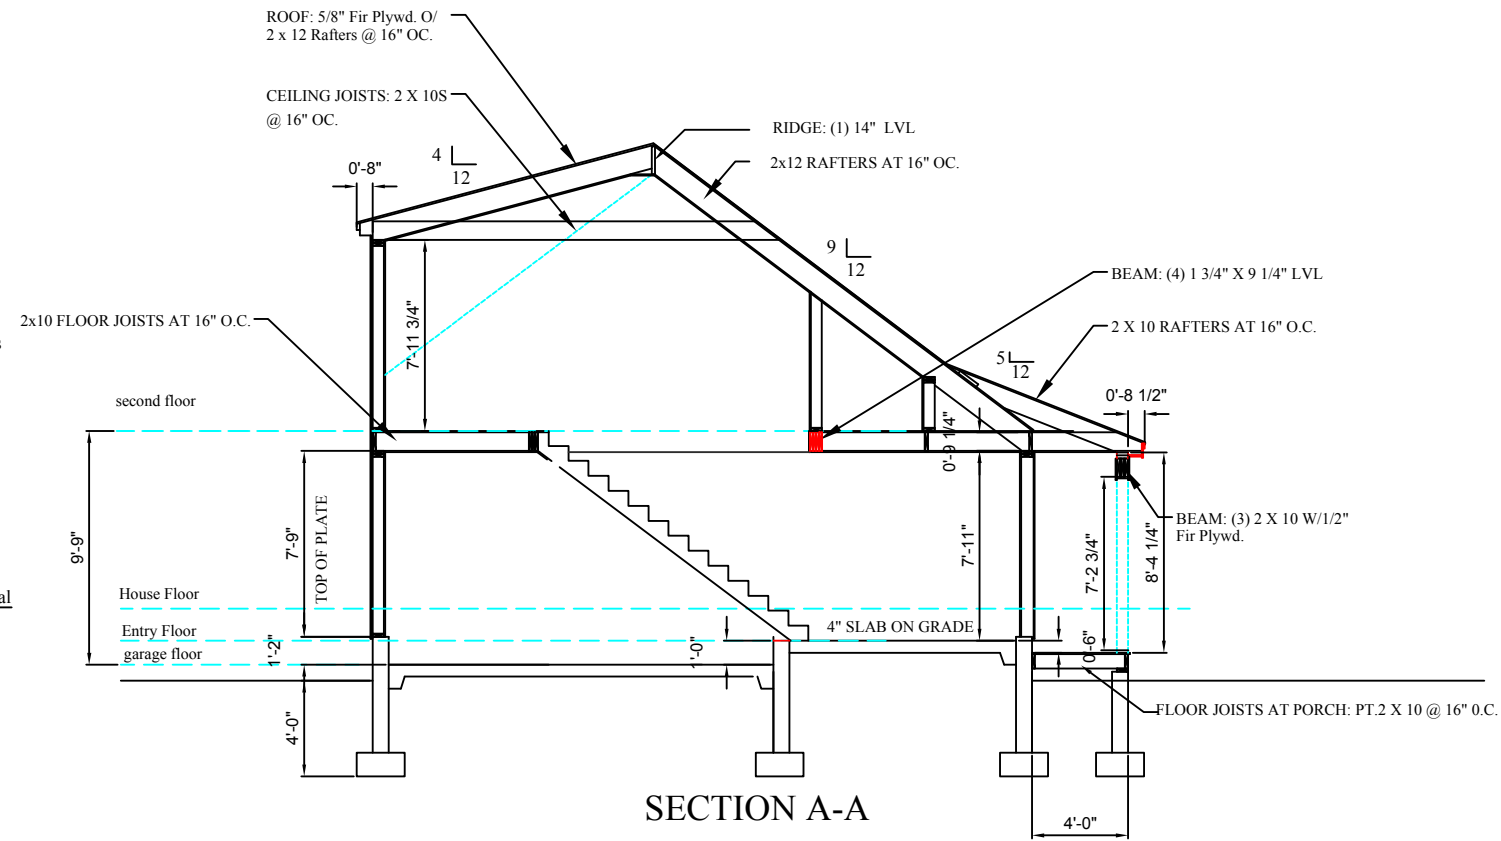 ROOF: 5/8" Fir Plywd. O/
2 x 12 Rafters @ 16" OC.
CEILING JOISTS: 2 X 10S
@ 16" OC.
RIDGE: (1) 14" LVL
2x12 RAFTERS AT 16" OC.
4
12
0'-8"
9
12
BEAM: (4) 1 3/4" X 9 1/4" LVL
2x10 FLOOR JOISTS AT 16" O.C.
2 X 10 RAFTERS AT 16" O.C.
7'-11 3/4"
5
12
0'-8 1/2"
second floor
0'-9 1/4"
9'-9"
7'-9"
TOP OF PLATE
7'-11"
7'-2 3/4"
8'-4 1/4"
BEAM: (3) 2 X 10 W/1/2"
Fir Plywd.
al
House Floor
Entry Floor
garage floor
4" SLAB ON GRADE
1'-2"
1'-0"
0'-6"
4'-0"
FLOOR JOISTS AT PORCH: PT.2 X 10 @ 16" 0.C.
SECTION A-A
4'-0"